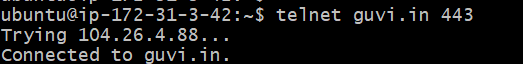 ubuntu@ip-172-31-3-42:~$ telnet guvi.in 443
Trying 104.26.4.88...
Connected to guvi.in.